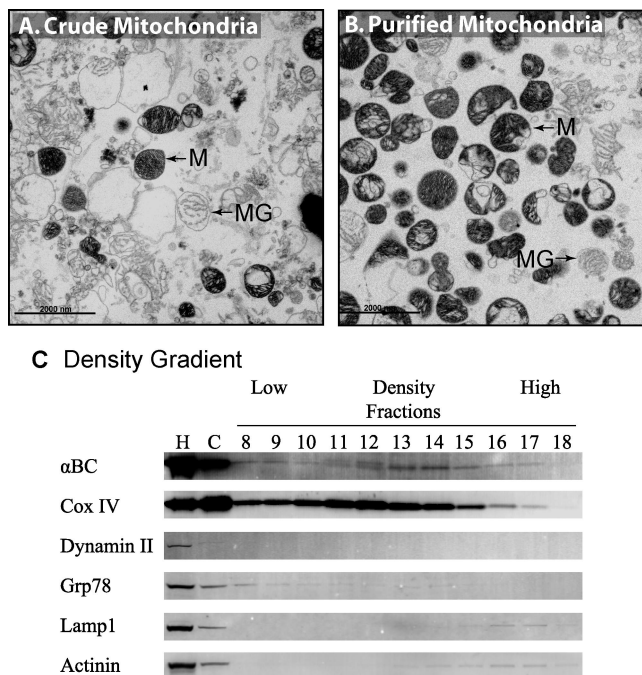 A. Crude Mitochondria
M
MG
2000 nm
B. Purified Mitochondria
M
MG
2000 nm
C Density Gradient
Low Density High
Fractions
H C 8 9 10 11 12 13 14 15 16 17 18
αBC
Cox IV
Dynamin II
Grp78
Lamp1
Actinin